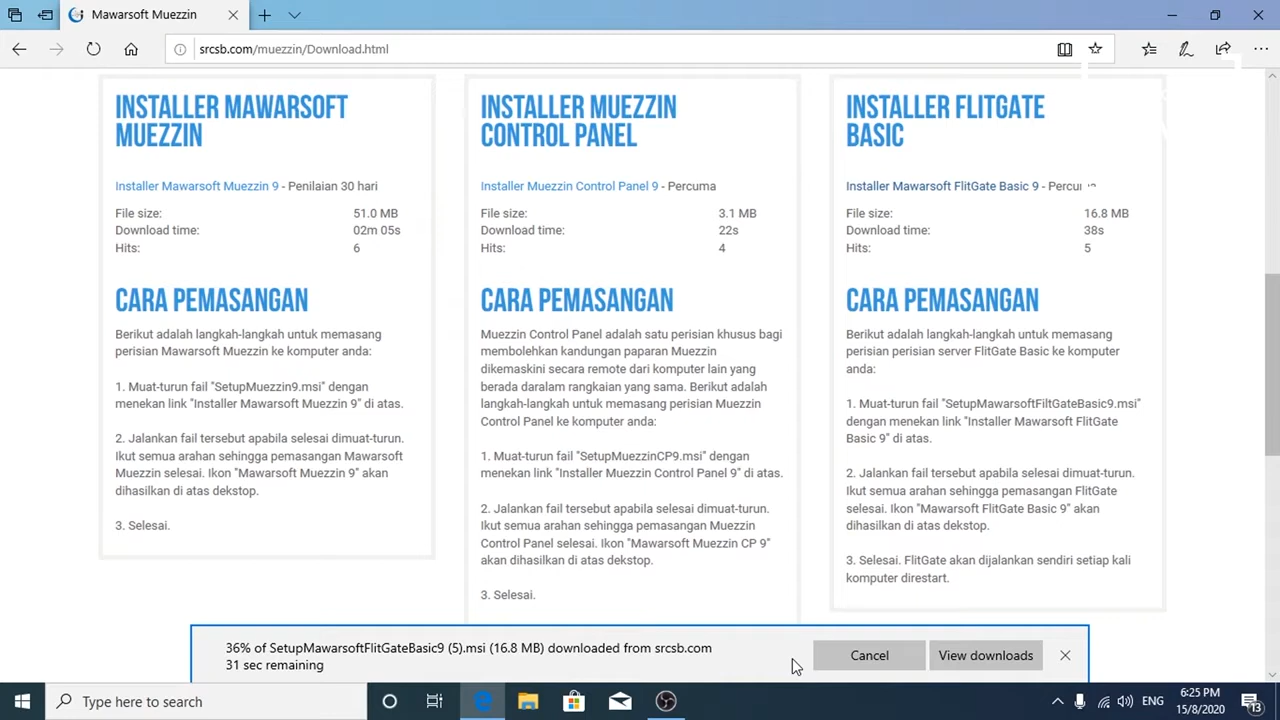 Mawarsoft Muezzin
srcsb.com/muezzin/Download.html
INSTALLER MAWARSOFT
MUEZZIN
Installer Mawarsoft Muezzin 9 - Penilaian 30 hari
File size: 51.0 MB
Download time: 02m 05s
Hits: 6
CARA PEMASANGAN
Berikut adalah langkah-langkah untuk memasang
perisian Mawarsoft Muezzin ke komputer anda:
1. Muat-turun fail "SetupMuezzin9.msi" dengan
menekan link "Installer Mawarsoft Muezzin 9" di atas.
2. Jalankan fail tersebut apabila selesai dimuat-turun.
Ikut semua arahan sehingga pemasangan Mawarsoft
Muezzin selesai. Ikon "Mawarsoft Muezzin 9" akan
dihasilkan di atas dekstop.
3. Selesai.
INSTALLER MUEZZIN
CONTROL PANEL
Installer Muezzin Control Panel 9 - Percuma
File size: 3.1 MB
Download time: 22s
Hits: 4
CARA PEMASANGAN
Muezzin Control Panel adalah satu perisian khusus bagi
membolehkan kandungan paparan Muezzin
dikemaskini secara remote dari komputer lain yang
berada daralam rangkaian yang sama. Berikut adalah
langkah-langkah untuk memasang perisian Muezzin
Control Panel ke komputer anda:
1. Muat-turun fail "SetupMuezzinCP9.msi" dengan
menekan link "Installer Muezzin Control Panel 9" di atas.
2. Jalankan fail tersebut apabila selesai dimuat-turun.
Ikut semua arahan sehingga pemasangan Muezzin
Control Panel selesai. Ikon "Mawarsoft Muezzin CP 9"
akan dihasilkan di atas dekstop.
3. Selesai.
INSTALLER FLITGATE
BASIC
Installer Mawarsoft FlitGate Basic 9 -
File size: 16.8 MB
Download time: 38s
Hits: 5
CARA PEMASANGAN
Berikut adalah langkah-langkah untuk memasang
perisian perisian server FlitGate Basic ke komputer
anda:
1. Muat-turun fail "SetupMawarsoftFiltGateBasic9.msi"
dengan menekan link "Installer Mawarsoft FlitGate
Basic 9" di atas.
2. Jalankan fail tersebut apabila selesai dimuat-turun.
Ikut semua arahan sehingga pemasangan FlitGate
selesai. Ikon "Mawarsoft FlitGate Basic 9" akan
dihasilkan di atas dekstop.
3. Selesai. FlitGate akan dijalankan sendiri setiap kali
komputer direstart.
36% of SetupMawarsoftFlitGateBasic9 (5).msi (16.8 MB) downloaded from srcsb.com
31 sec remaining
Cancel
View downloads
Type here to search
ENG
6:25 PM
15/8/2020
13